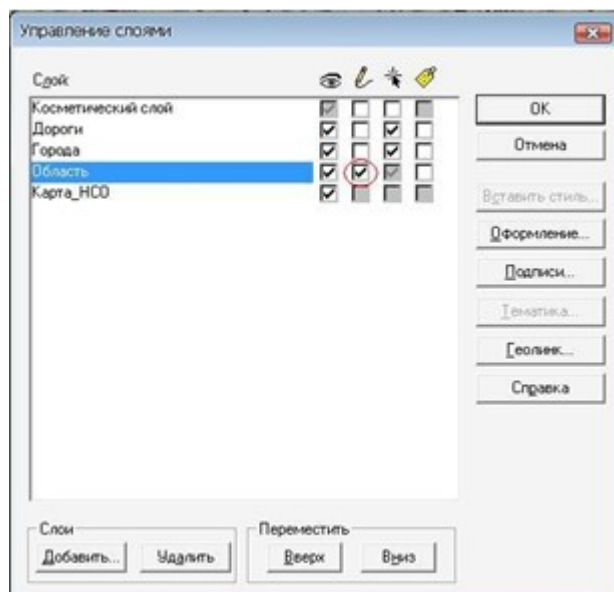 Управление слоями
Слой:
Косметический слой
Дороги
Города
Область
Карта_НСО
OK
Отмена
Вставить стиль...
Оформление...
Подписи...
Тематика...
Геолинк...
Справка
Слои
Добавить...
Удалить
Переместить
Вверх
Вниз